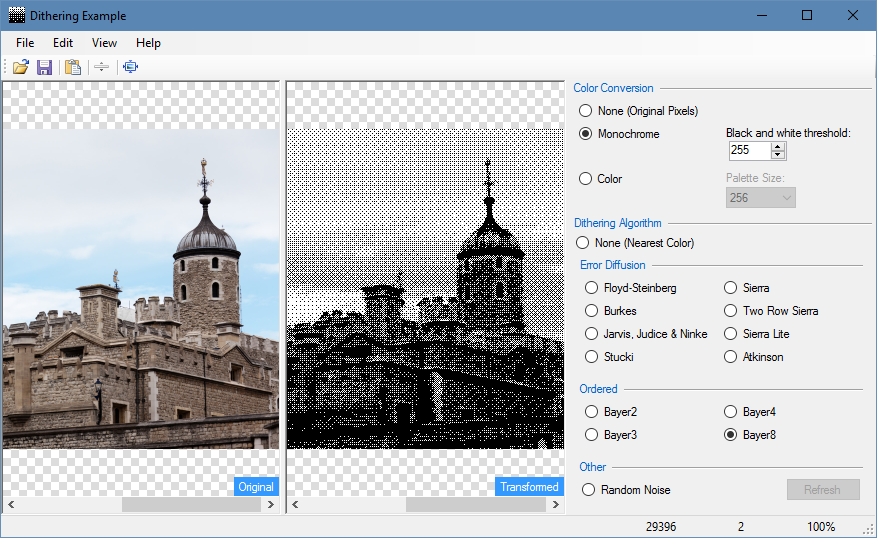 Dithering Example
File Edit View Help
Color Conversion
None (Original Pixels)
Monochrome
Black and white threshold:
255
Color
Palette Size:
256
Dithering Algorithm
None (Nearest Color)
Error Diffusion
Floyd-Steinberg Sierra
Burkes Two Row Sierra
Jarvis, Judice & Ninke Sierra Lite
Stucki Atkinson
Ordered
Bayer2 Bayer4
Bayer3 Bayer8
Other
Random Noise Refresh
Original
Transformed
29396 2 100%